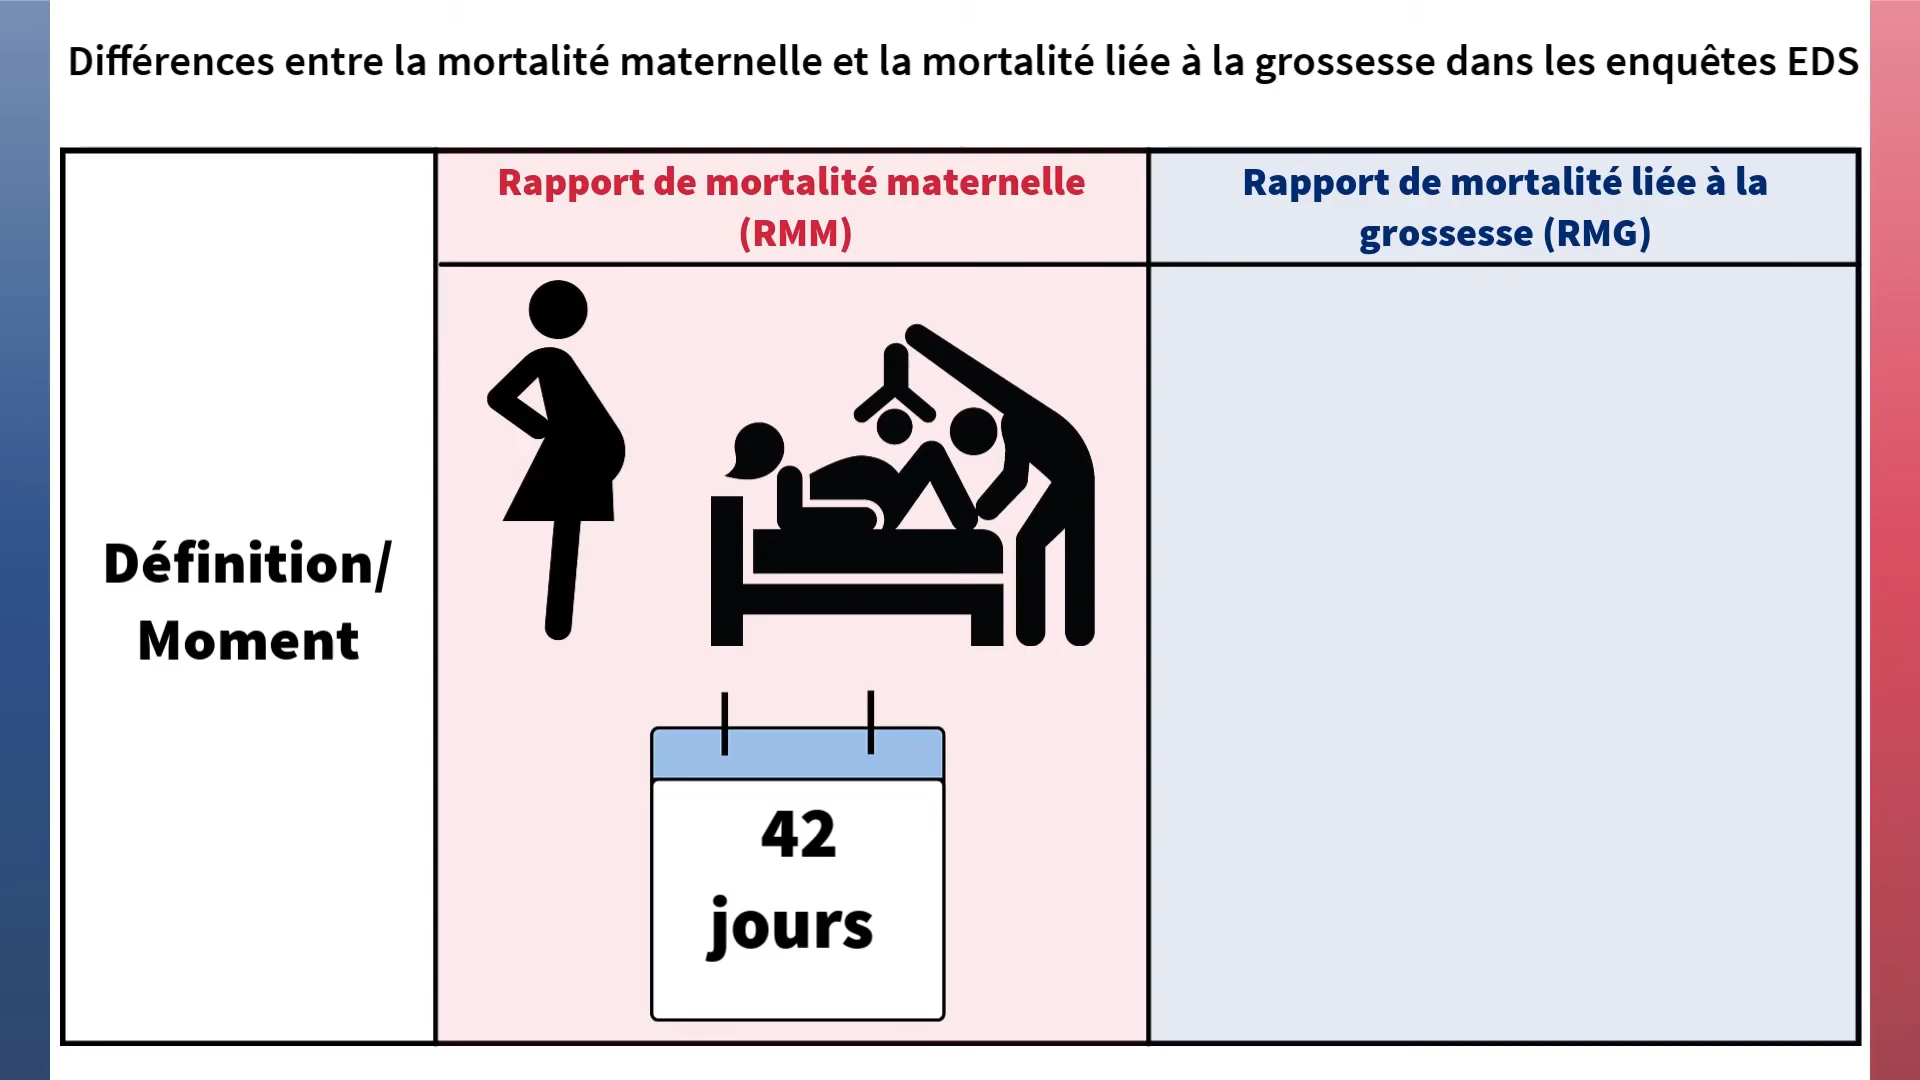 Différences entre la mortalité maternelle et la mortalité liée à la grossesse dans les enquêtes EDS
Rapport de mortalité maternelle
(RMM)
Rapport de mortalité liée à la
grossesse (RMG)
Définition/
Moment
42
jours